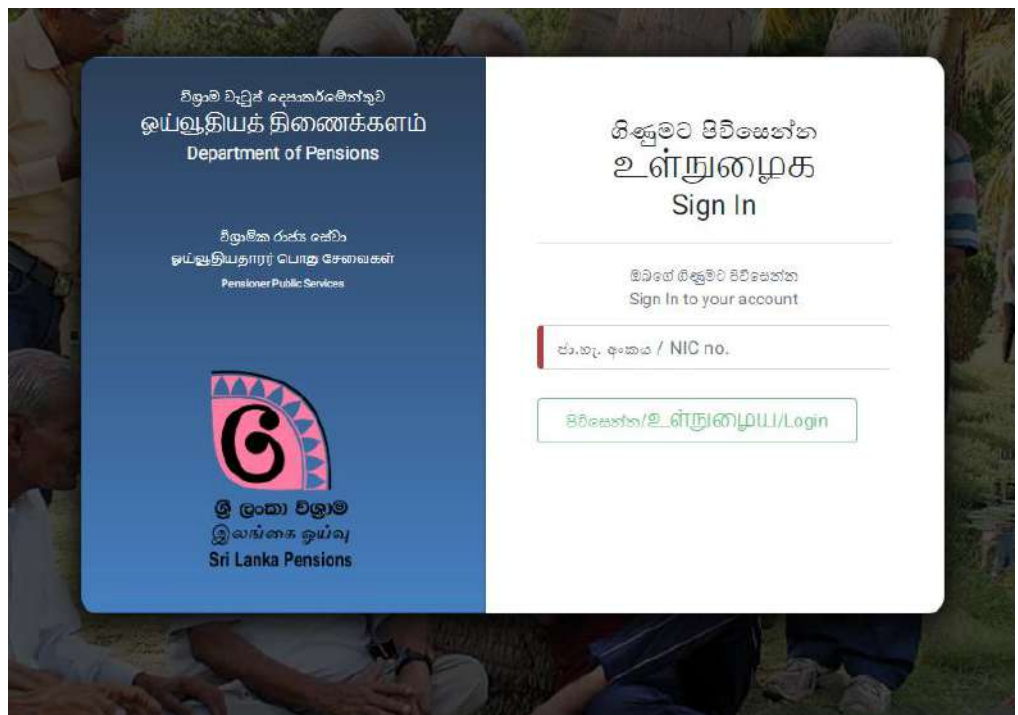 විශ්‍රාම වැටුප් දෙපාර්තමේන්තුව
ஓய்வூதியத் திணைக்களம்
Department of Pensions
විශ්‍රාමික රාජ්‍ය සේවා
ஓய்வூதியதாரர் பொது சேவைகள்
Pensioner Public Services
ශ්‍රී ලංකා විශ්‍රාම
இலங்கை ஓய்வு
Sri Lanka Pensions
ගිණුමට පිවිසෙන්න
உள்நுழைக
Sign In
ඔබගේ ගිණුමට පිවිසෙන්න
Sign In to your account
ජා.හැ. අංකය / NIC no.
පිවිසෙන්න/உள்நுழைய/Login